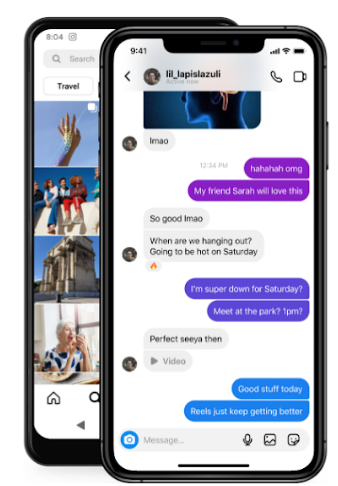 8:04
Search
Travel
9:41
lil_lapislazuli
Active now
lmao
12:34 PM
hahahah omg
My friend Sarah will love this
So good lmao
When are we hanging out?
Going to be hot on Saturday
🔥
I'm super down for Saturday?
Meet at the park? 1pm?
Perfect seeya then
Video
Good stuff today
Reels just keep getting better
Message...